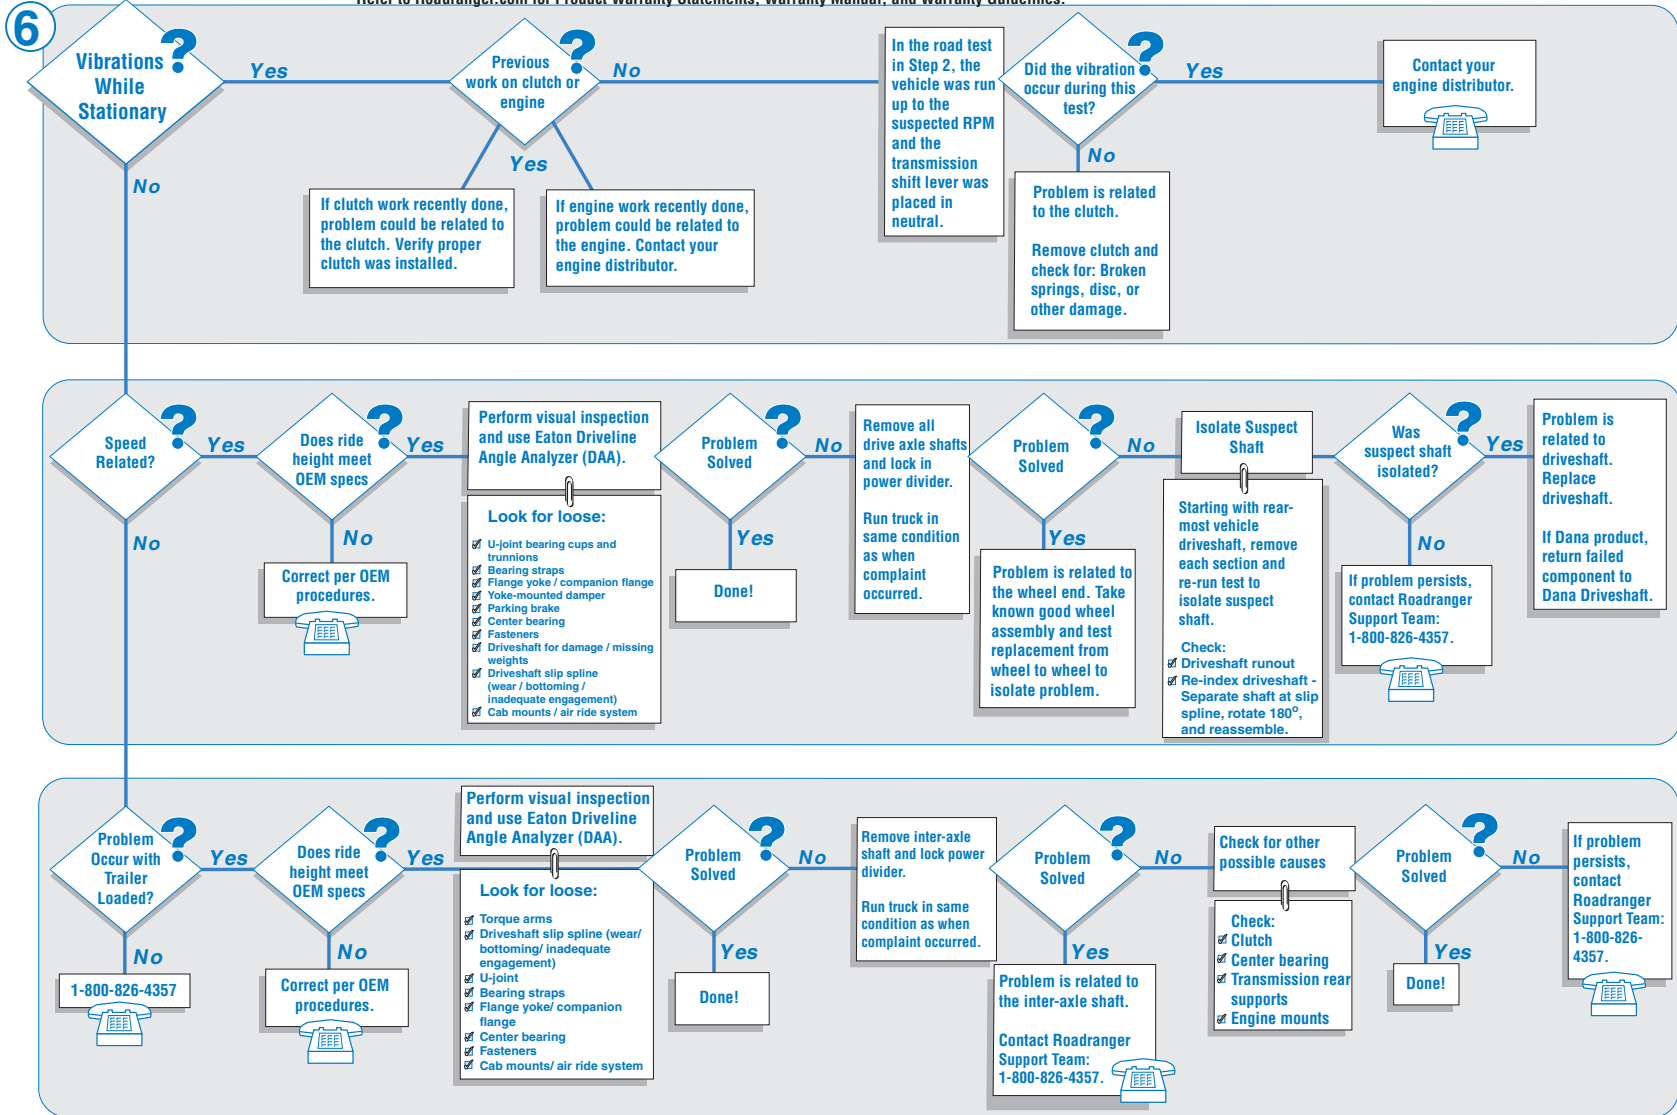 Refer to Roadranger.com for Product Warranty Statements, Warranty Manual, and Warranty Guidelines.
6
Vibrations
While
Stationary
?
Yes
No
Previous
work on clutch or
engine
?
No
Yes
If clutch work recently done,
problem could be related to
the clutch. Verify proper
clutch was installed.
If engine work recently done,
problem could be related to
the engine. Contact your
engine distributor.
In the road test
in Step 2, the
vehicle was run
up to the
suspected RPM
and the
transmission
shift lever was
placed in
neutral.
Did the vibration
occur during this
test?
?
Yes
No
Contact your
engine distributor.
Problem is related
to the clutch.
Remove clutch and
check for: Broken
springs, disc, or
other damage.
Speed
Related?
?
Yes
No
Does ride
height meet
OEM specs
?
Yes
No
Correct per OEM
procedures.
Perform visual inspection
and use Eaton Driveline
Angle Analyzer (DAA).
Look for loose:
U-joint bearing cups and
trunnions
Bearing straps
Flange yoke / companion flange
Yoke-mounted damper
Parking brake
Center bearing
Fasteners
Driveshaft for damage / missing
weights
Driveshaft slip spline
(wear / bottoming /
inadequate engagement)
Cab mounts / air ride system
Problem
Solved
?
No
Yes
Done!
Remove all
drive axle shafts
and lock in
power divider.
Run truck in
same condition
as when
complaint
occurred.
Problem
Solved
?
No
Yes
Problem is related to
the wheel end. Take
known good wheel
assembly and test
replacement from
wheel to wheel to
isolate problem.
Isolate Suspect
Shaft
Starting with rear-
most vehicle
driveshaft, remove
each section and
re-run test to
isolate suspect
shaft.
Check:
Driveshaft runout
Re-index driveshaft -
Separate shaft at slip
spline, rotate 180°,
and reassemble.
Was
suspect shaft
isolated?
?
Yes
No
If problem persists,
contact Roadranger
Support Team:
1-800-826-4357.
Problem is
related to
driveshaft.
Replace
driveshaft.
If Dana product,
return failed
component to
Dana Driveshaft.
Problem
Occur with
Trailer
Loaded?
?
Yes
No
1-800-826-4357
Does ride
height meet
OEM specs
?
Yes
No
Correct per OEM
procedures.
Perform visual inspection
and use Eaton Driveline
Angle Analyzer (DAA).
Look for loose:
Torque arms
Driveshaft slip spline (wear/
bottoming/ inadequate
engagement)
U-joint
Bearing straps
Flange yoke/ companion
flange
Center bearing
Fasteners
Cab mounts/ air ride system
Problem
Solved
?
No
Yes
Done!
Remove inter-axle
shaft and lock power
divider.
Run truck in same
condition as when
complaint occurred.
Problem
Solved
?
No
Yes
Problem is related to
the inter-axle shaft.
Contact Roadranger
Support Team:
1-800-826-4357.
Check for other
possible causes
Check:
Clutch
Center bearing
Transmission rear
supports
Engine mounts
Problem
Solved
?
No
Yes
Done!
If problem
persists,
contact
Roadranger
Support Team:
1-800-826-
4357.